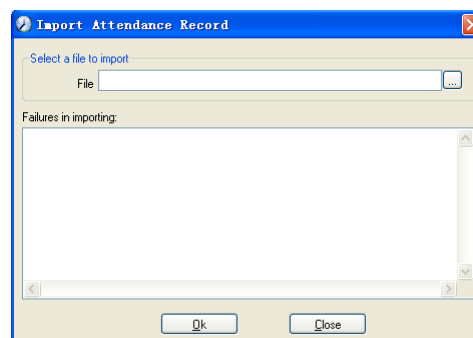 Import Attendance Record
Select a file to import
File
...
Failures in importing:
Ok
Close